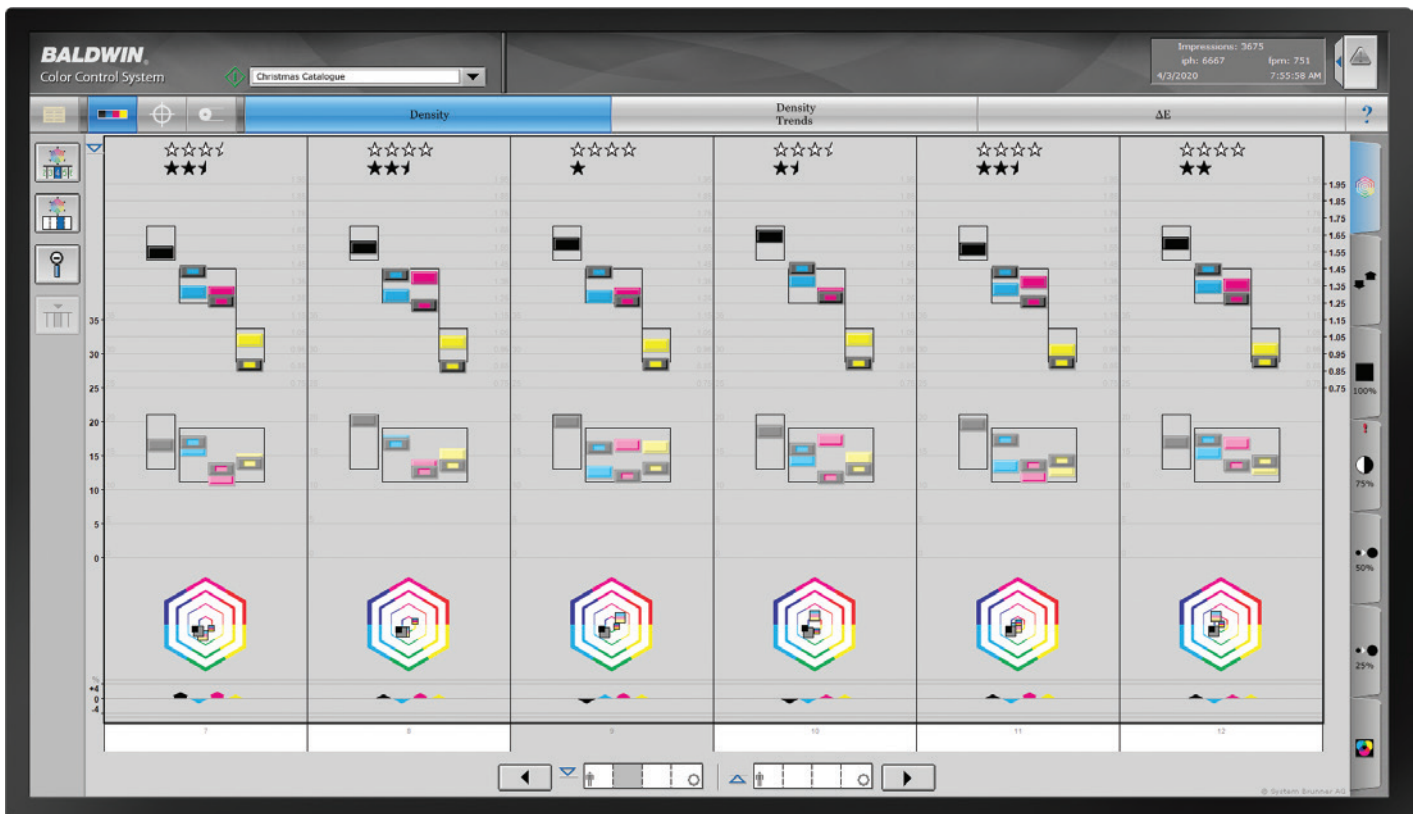 BALDWIN®
Color Control System
Christmas Catalogue
Impressions: 3675
iph: 6667 fpm: 751
4/3/2020 7:55:58 AM
Density
Density
Trends
ΔE
?
1.95
1.85
1.75
1.65
1.55
1.45
1.35
1.25
1.15
1.05
0.95
0.85
0.75
35
30
25
20
15
10
5
0
%
+4
0
-4
100%
75%
50%
25%
7 8 9 10 11 12
© System Brunner AG